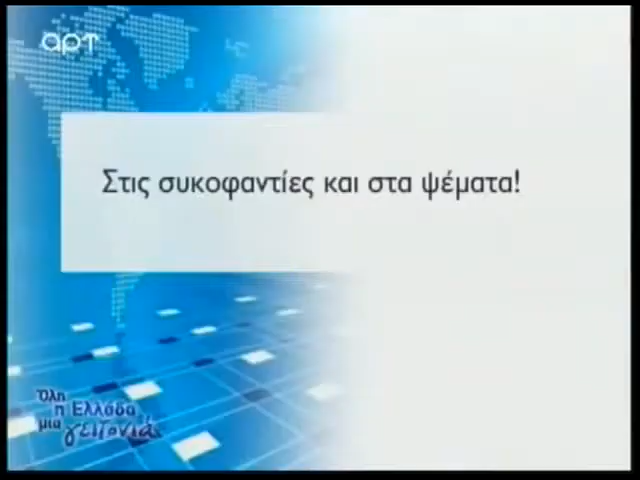 αρτ
Στις συκοφαντίες και στα ψέματα!
Όλη
η Ελλάδα
μια γειτονιά